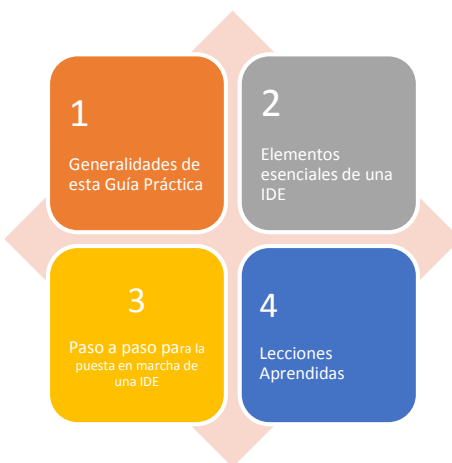 1
Generalidades de
esta Guía Práctica
2
Elementos
esenciales de una
IDE
3
Paso a paso para la
puesta en marcha de
una IDE
4
Lecciones
Aprendidas